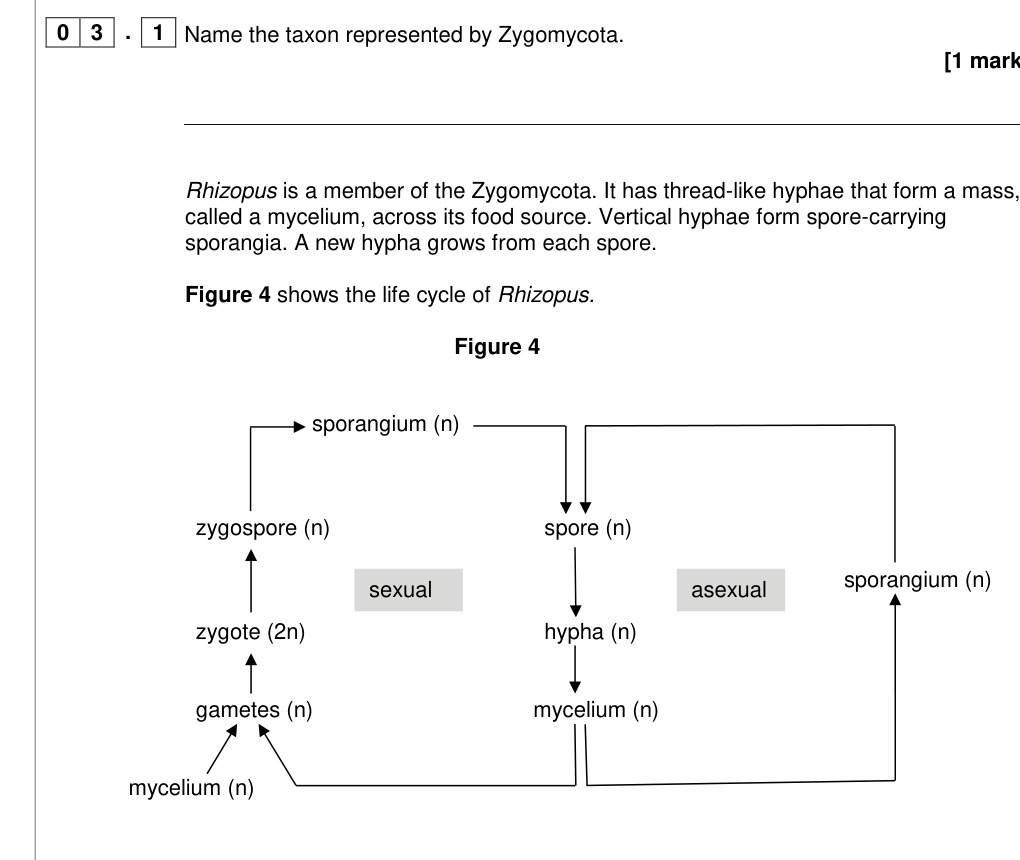 0 3 . 1 Name the taxon represented by Zygomycota.
[1 mark
Rhizopus is a member of the Zygomycota. It has thread-like hyphae that form a mass,
called a mycelium, across its food source. Vertical hyphae form spore-carrying
sporangia. A new hypha grows from each spore.
Figure 4 shows the life cycle of Rhizopus.
Figure 4
sporangium (n)
zygospore (n)
spore (n)
sexual
asexual
sporangium (n)
zygote (2n)
hypha (n)
gametes (n)
mycelium (n)
mycelium (n)